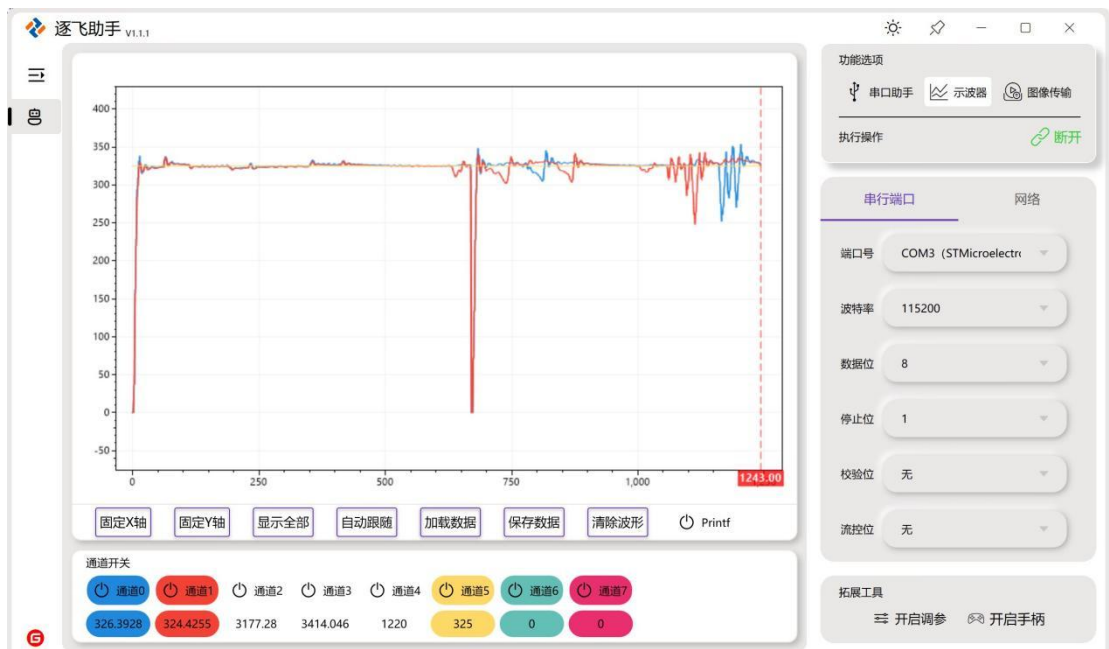 逐飞助手 V1.1.1
功能选项
串口助手 示波器 图像传输
执行操作 断开
400
350
300
250
200
150
100
50
0
-50
0 250 500 750 1,000 1243.00
固定X轴 固定Y轴 显示全部 自动跟随 加载数据 保存数据 清除波形 Printf
通道开关
通道0 通道1 通道2 通道3 通道4 通道5 通道6 通道7
326.3928 324.4255 3177.28 3414.046 1220 325 0 0
串行端口 网络
端口号 COM3 (STMicroelectr
波特率 115200
数据位 8
停止位 1
校验位 无
流控位 无
拓展工具
开启调参 开启手柄